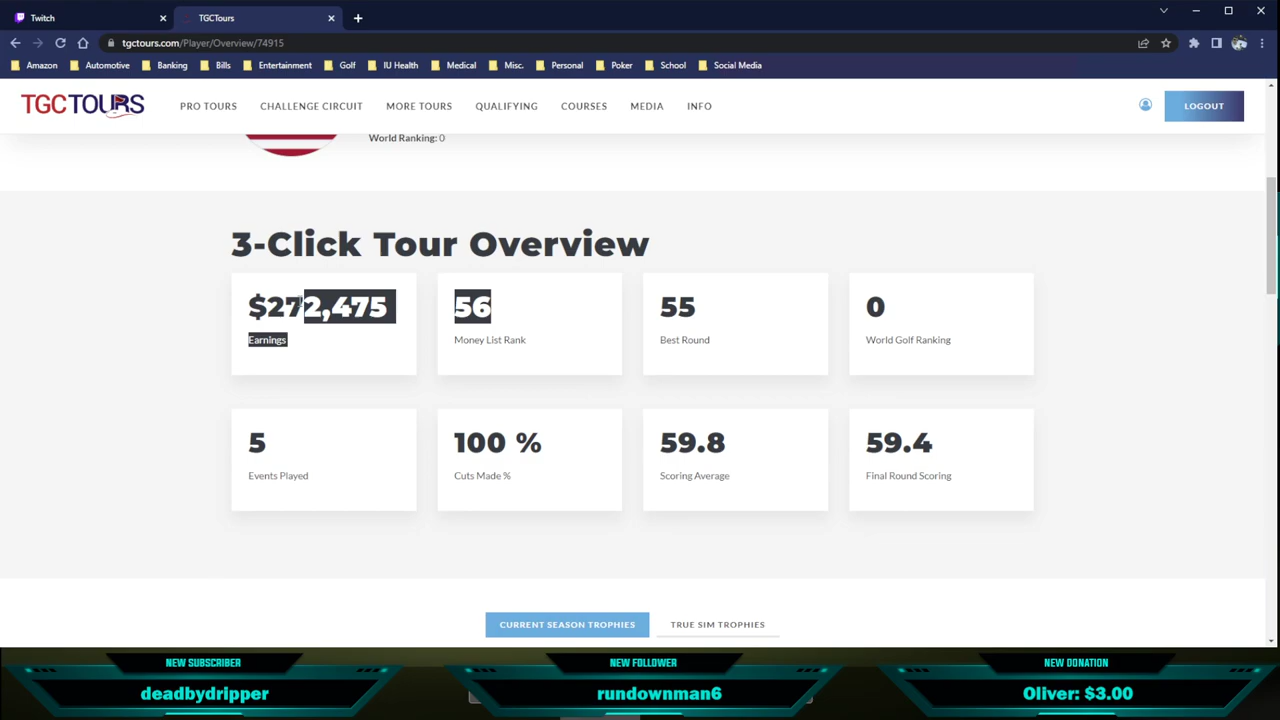 Twitch
TGCTours
tgctours.com/Player/Overview/74915
Amazon Automotive Banking Bills Entertainment Golf IU Health Medical Misc. Personal Poker School Social Media
TGCTOURS PRO TOURS CHALLENGE CIRCUIT MORE TOURS QUALIFYING COURSES MEDIA INFO LOGOUT
World Ranking: 0
3-Click Tour Overview
$272,475 56 55 0
Earnings Money List Rank Best Round World Golf Ranking
5 100 % 59.8 59.4
Events Played Cuts Made % Scoring Average Final Round Scoring
CURRENT SEASON TROPHIES TRUE SIM TROPHIES
NEW SUBSCRIBER NEW FOLLOWER NEW DONATION
deadbydripper rundownman6 Oliver: $3.00